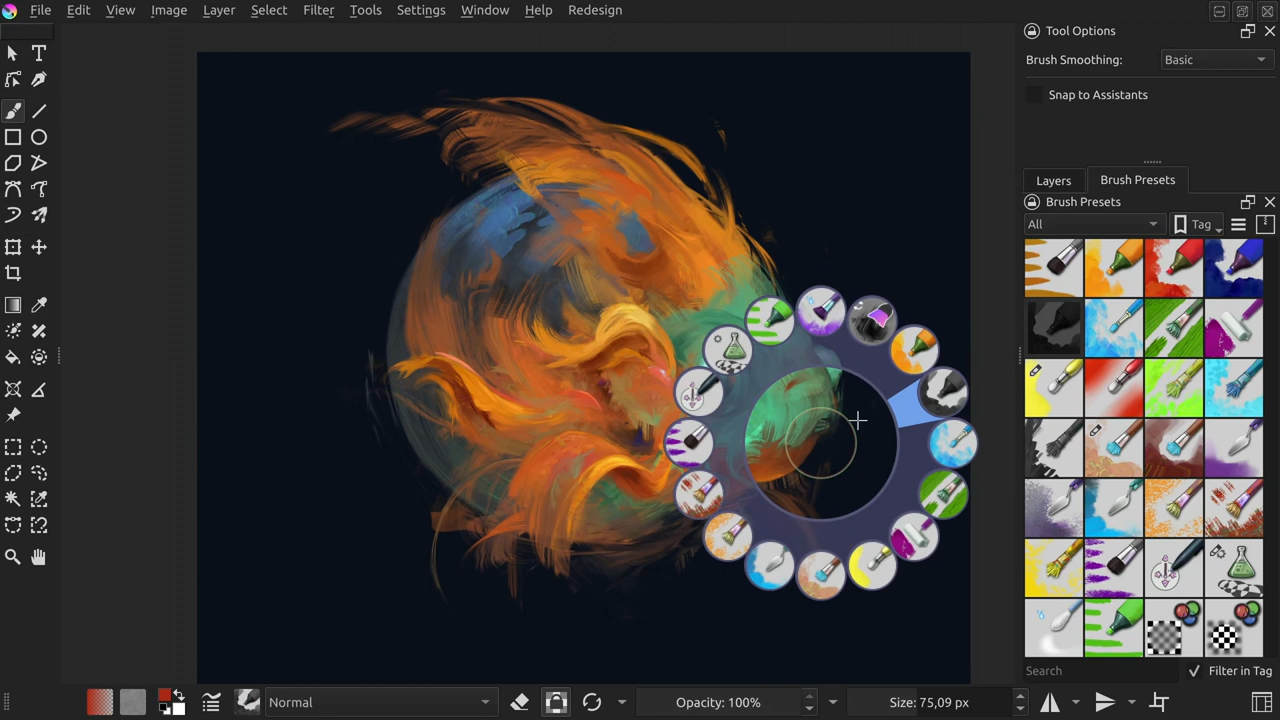 File Edit View Image Layer Select Filter Tools Settings Window Help Redesign
Tool Options
Brush Smoothing: Basic
Snap to Assistants
Layers Brush Presets
Brush Presets
All Tag
Search Filter in Tag
Normal Opacity: 100% Size: 75,09 px